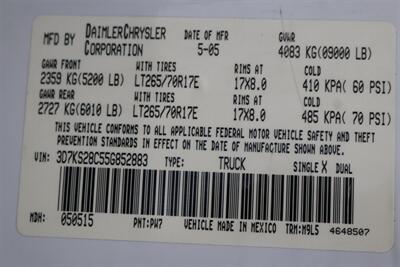 MFD BY DAIMLERCHRYSLER CORPORATION DATE OF MFR 5-05 GVWR 4083 KG(09000 LB)
GAWR FRONT WITH TIRES RIMS AT COLD
2359 KG(5200 LB) LT265/70R17E 17X8.0 410 KPA( 60 PSI)
GAWR REAR WITH TIRES RIMS AT COLD
2727 KG(6010 LB) LT265/70R17E 17X8.0 485 KPA( 70 PSI)
THIS VEHICLE CONFORMS TO ALL APPLICABLE FEDERAL MOTOR VEHICLE SAFETY AND THEFT
PREVENTION STANDARDS IN EFFECT ON THE DATE OF MANUFACTURE SHOWN ABOVE.
VIN: 3D7KS28C55G852883 TYPE: TRUCK SINGLE X DUAL
MDH: 050515 PNT: PW7 VEHICLE MADE IN MEXICO TRM: M9L5 4648507